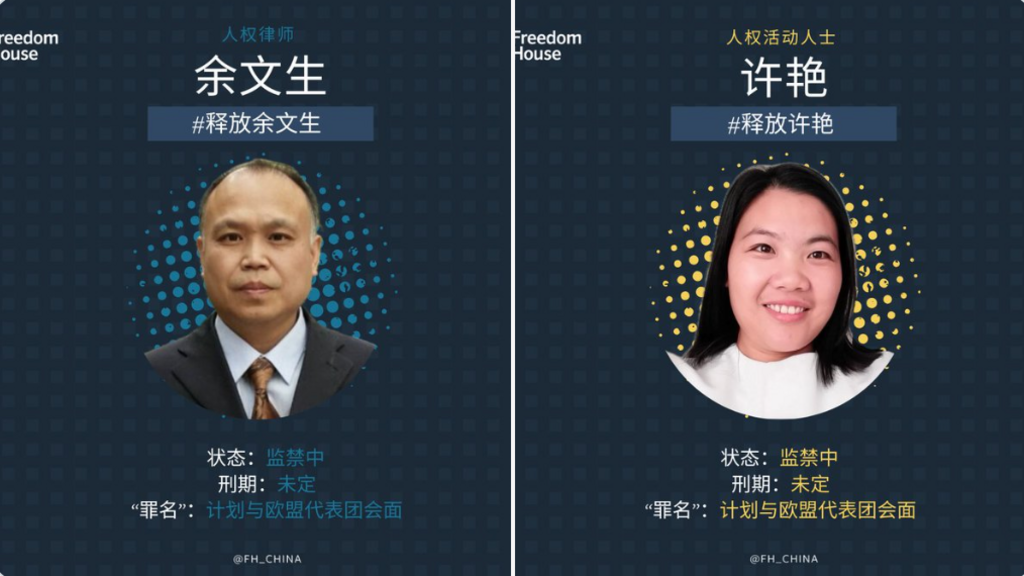 reedom
ouse
人权律师
余文生
#释放余文生
状态：监禁中
刑期：未定
“罪名”：计划与欧盟代表团会面
@FH_CHINA
Freedom
House
人权活动人士
许艳
#释放许艳
状态：监禁中
刑期：未定
“罪名”：计划与欧盟代表团会面
@FH_CHINA